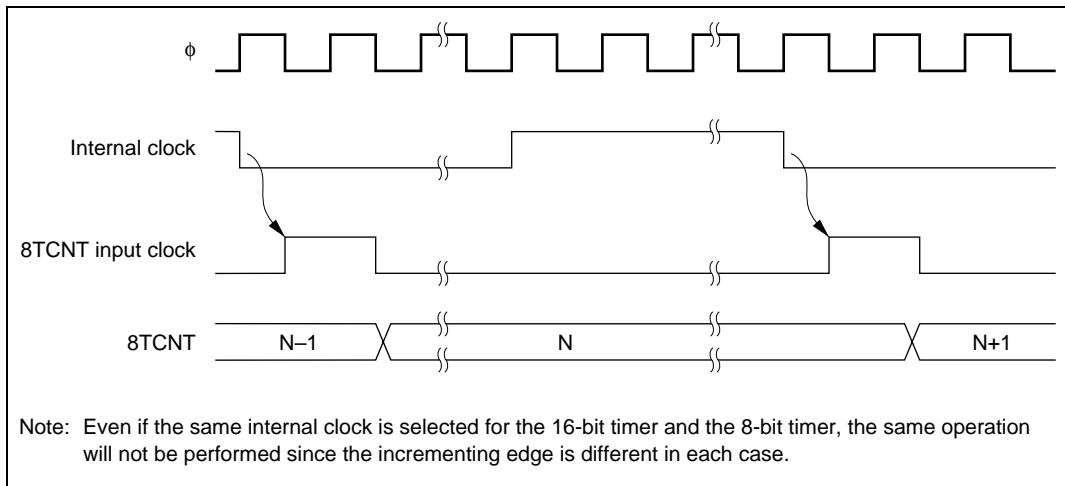 ϕ
Internal clock
8TCNT input clock
8TCNT
N–1
N
N+1
Note: Even if the same internal clock is selected for the 16-bit timer and the 8-bit timer, the same operation
will not be performed since the incrementing edge is different in each case.